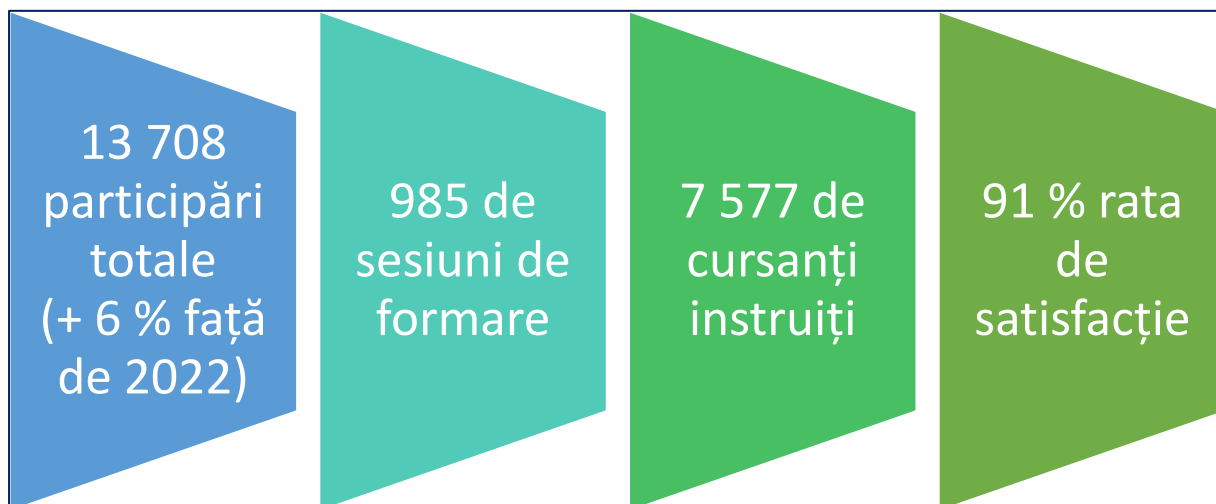 13 708
participări
totale
(+ 6 % față
de 2022)
985 de
sesiuni de
formare
7 577 de
cursanți
instruiți
91 % rata
de
satisfacție